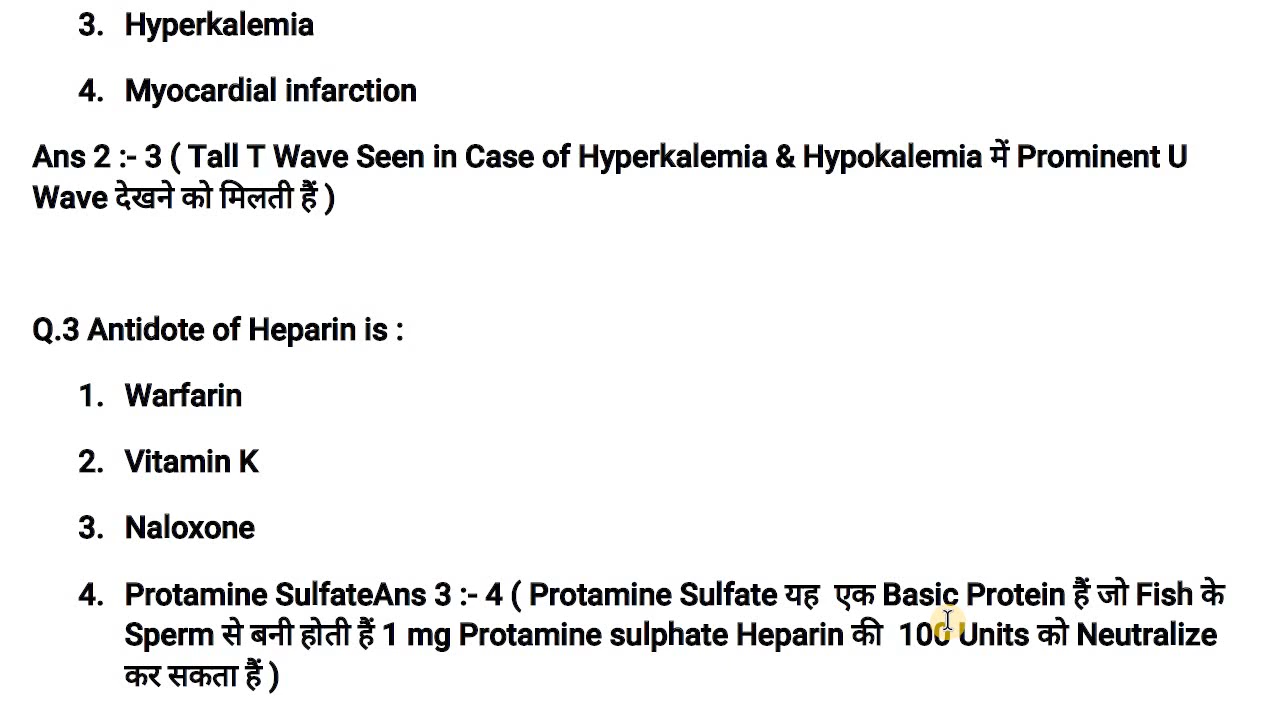 3. Hyperkalemia
4. Myocardial infarction
Ans 2 :- 3 ( Tall T Wave Seen in Case of Hyperkalemia & Hypokalemia में Prominent U
Wave देखने को मिलती हैं )
Q.3 Antidote of Heparin is :
1. Warfarin
2. Vitamin K
3. Naloxone
4. Protamine SulfateAns 3 :- 4 ( Protamine Sulfate यह एक Basic Protein हैं जो Fish के
Sperm से बनी होती हैं 1 mg Protamine sulphate Heparin की 100 Units को Neutralize
कर सकता हैं )